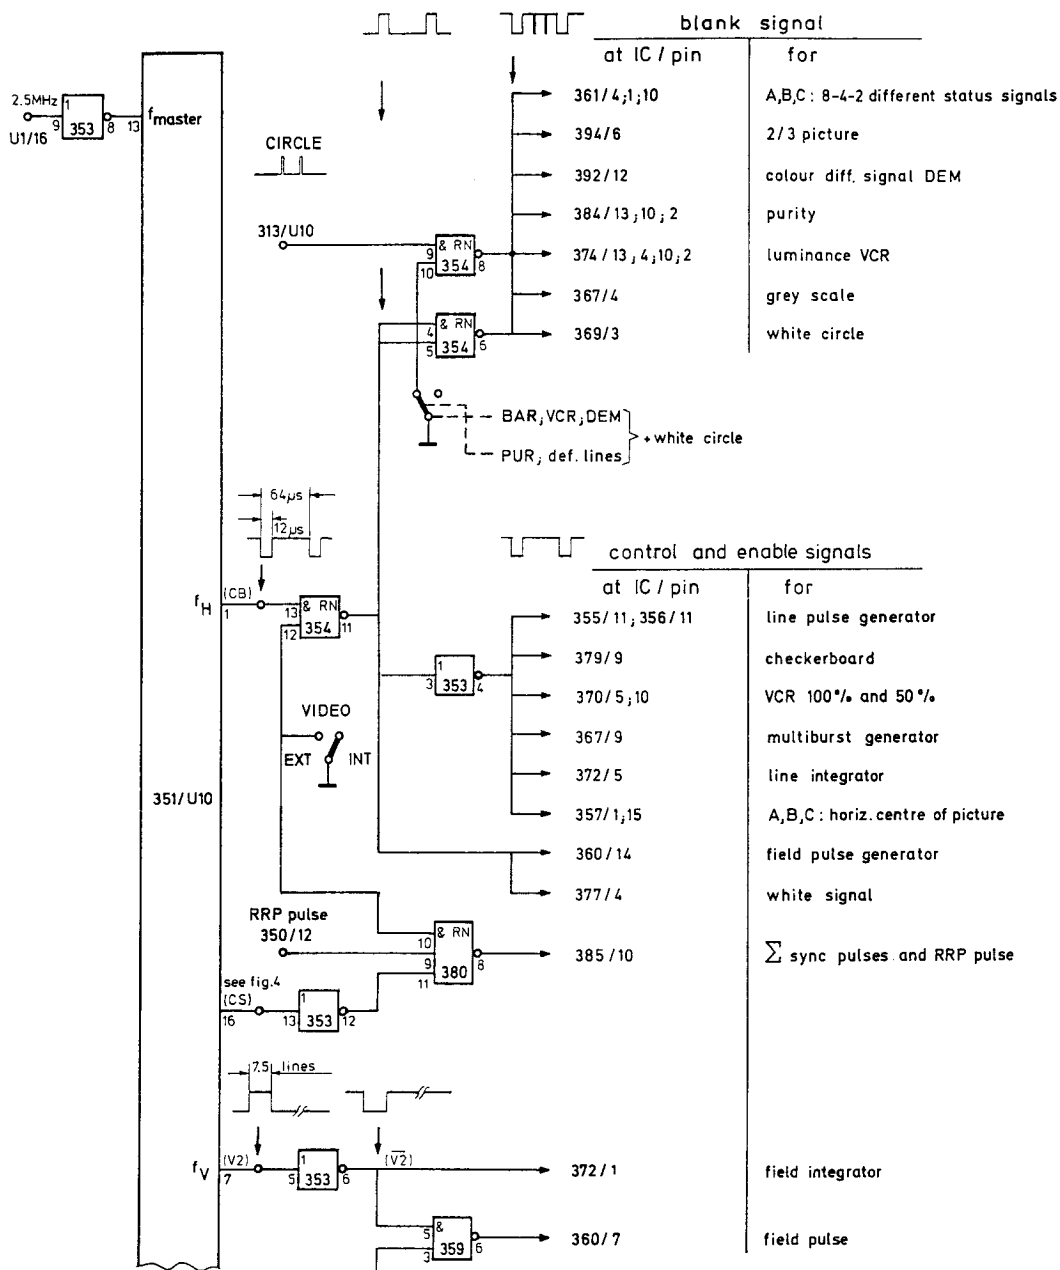 blank signal
at IC / pin for
2.5MHz
U1/16
9 1 353 8 13 fmaster
361/4;1;10 A,B,C : 8-4-2 different status signals
394/6 2/3 picture
CIRCLE
392/12 colour diff. signal DEM
384/13;10;2 purity
313/U10
9 10 & RN 354 8
374/13;4;10;2 luminance VCR
367/4 grey scale
4 5 & RN 354 6
369/3 white circle
BAR;VCR;DEM
+white circle
PUR; def. lines
64µs
12µs
control and enable signals
at IC / pin for
fH (CB) 1
13 12 & RN 354 11
355/11;356/11 line pulse generator
379/9 checkerboard
3 1 353 4
370/5;10 VCR 100% and 50%
VIDEO
EXT INT
367/9 multiburst generator
372/5 line integrator
351/U10
357/1;15 A,B,C : horiz. centre of picture
360/14 field pulse generator
377/4 white signal
RRP pulse
350/12
10 9 11 & RN 380 8
385/10 Σ sync pulses and RRP pulse
see fig.4
(CS)
16 13 1 353 12
7.5 lines
fV (V2) 7
5 1 353 6
(V̅2̅)
372/1 field integrator
5 3 & 359 6
360/7 field pulse